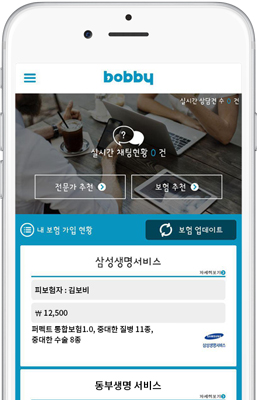 bobby
실시간 상담건 수 0 건
?
실시간 채팅현황 0 건
전문가 추천
보험 추천
내 보험 가입 현황
보험 업데이트
삼성생명서비스
자세히보기
피보험자 : 김보비
₩ 12,500
퍼펙트 통합보험1.0, 중대한 질병 11종,
중대한 수술 8종
삼성생명서비스
동부생명 서비스
자세히보기